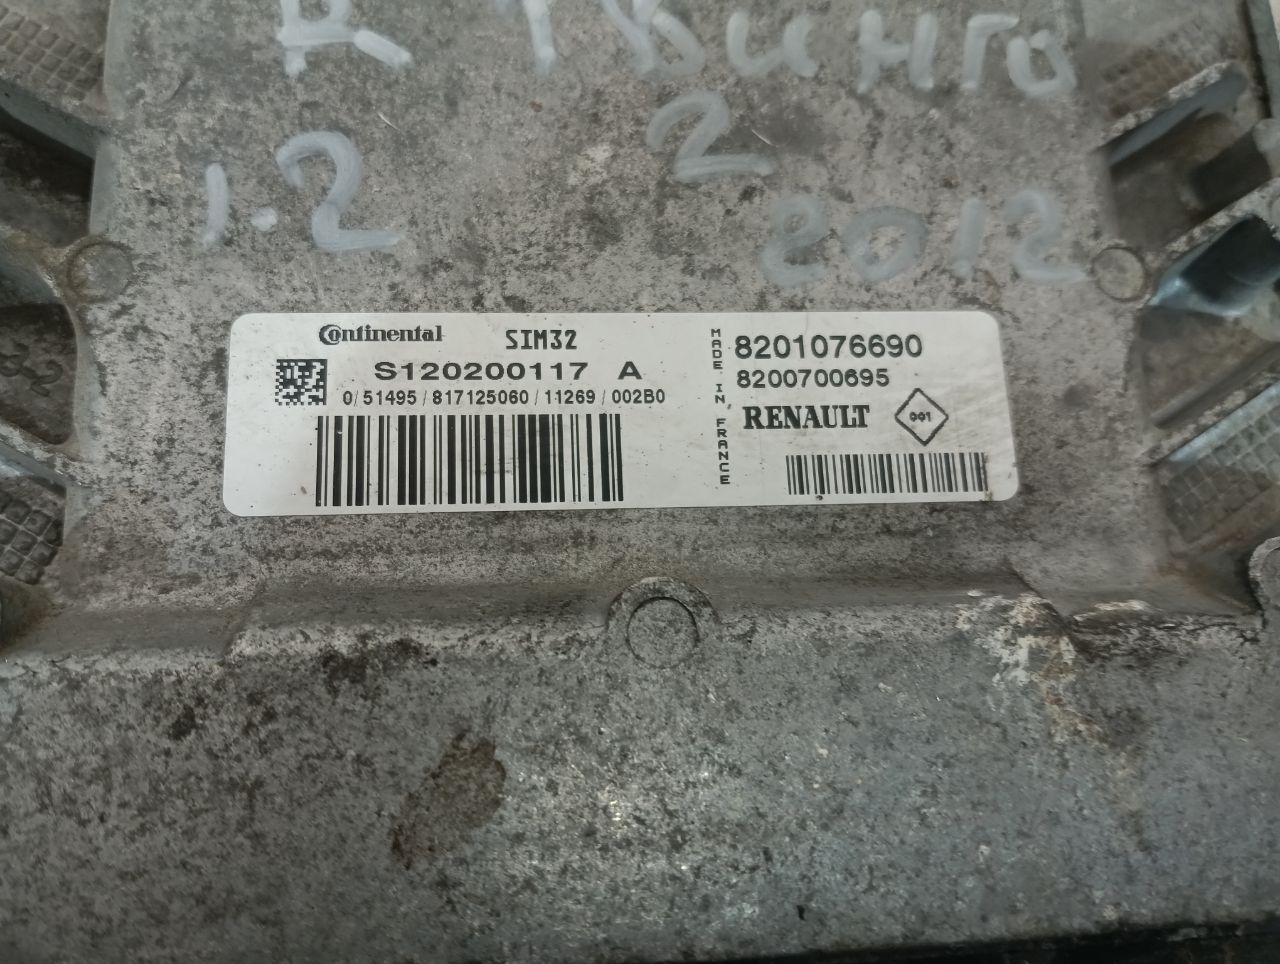 Твинго
2
1.2
2012
Continental SIM32
S120200117 A
0/51495/817125060/11269/002B0
MADE IN FRANCE
8201076690
8200700695
RENAULT
001